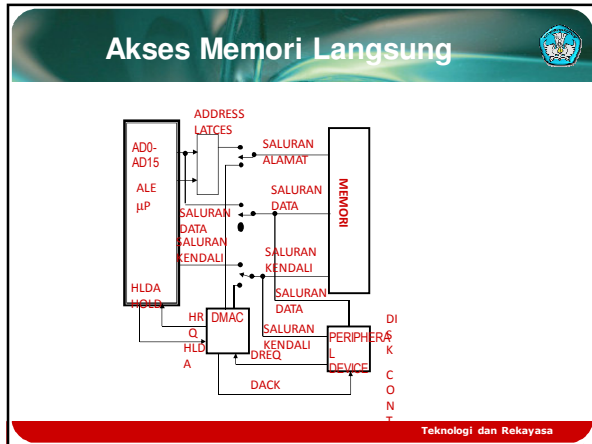 Akses Memori Langsung
ADDRESS
LATCES
AD0-
AD15
ALE
µP
SALURAN
ALAMAT
MEMORI
SALURAN
DATA
SALURAN
DATA
SALURAN
KENDALI
SALURAN
KENDALI
HLDA
HOLD
SALURAN
DATA
HR
Q
HLD
A
DMAC
SALURAN
KENDALI
PERIPHERA
L
DEVICE
DI
S
K
C
O
N
T
DREQ
DACK
Teknologi dan Rekayasa